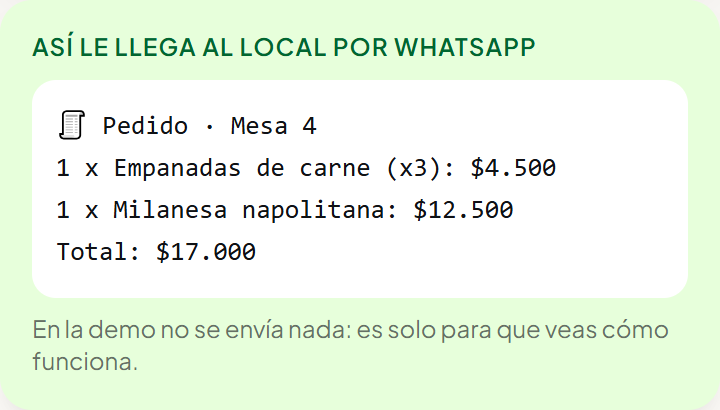 ASÍ LE LLEGA AL LOCAL POR WHATSAPP
🧾 Pedido · Mesa 4
1 x Empanadas de carne (x3): $4.500
1 x Milanesa napolitana: $12.500
Total: $17.000
En la demo no se envía nada: es solo para que veas cómo
funciona.